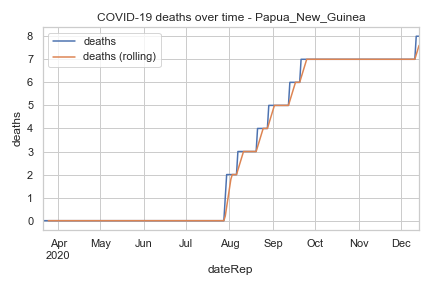 COVID-19 deaths over time - Papua_New_Guinea
deaths
deaths (rolling)
8
7
6
5
4
3
2
1
0
deaths
Apr May Jun Jul Aug Sep Oct Nov Dec
2020
dateRep